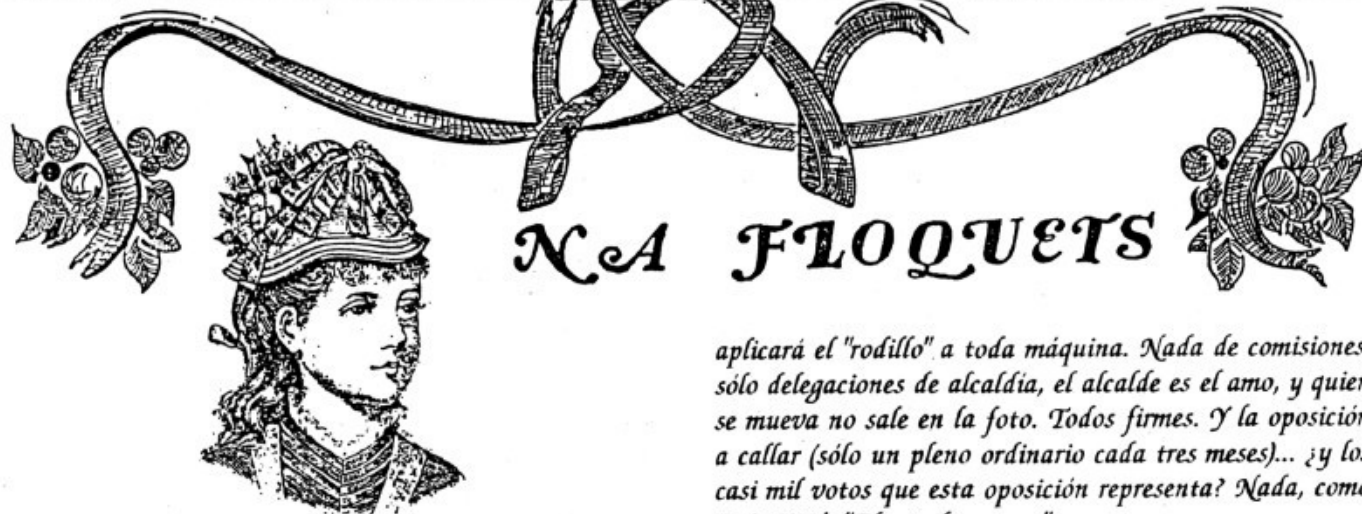 NA FLOQUETS
aplicará el "rodillo" a toda máquina. Nada de comisiones
sólo delegaciones de alcaldía, el alcalde es el amo, y quien
se mueva no sale en la foto. Todos firmes. Y la oposición
a callar (sólo un pleno ordinario cada tres meses)... ¿y los
casi mil votos que esta oposición representa? Nada, como